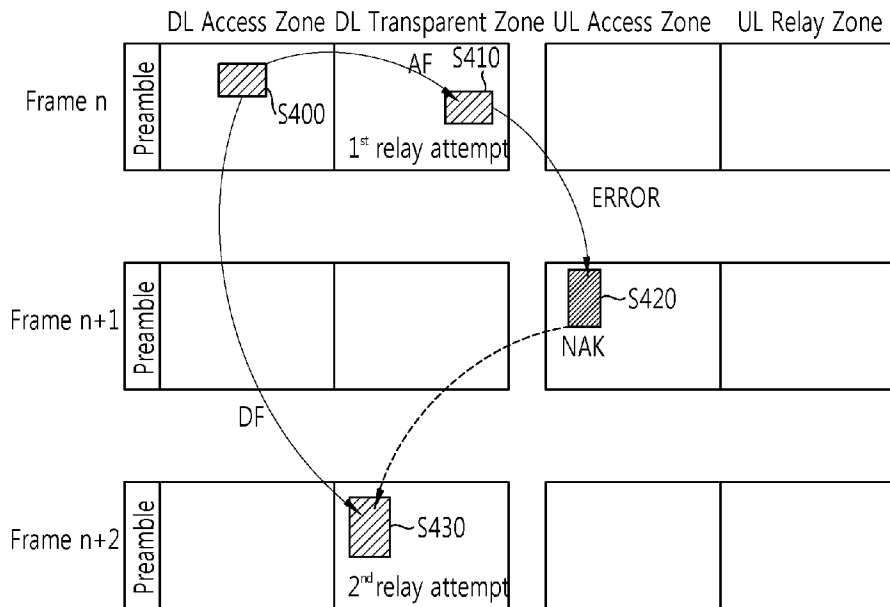 DL Access Zone DL Transparent Zone UL Access Zone UL Relay Zone
Frame n
Preamble
S400
AF
S410
1st relay attempt
ERROR
Frame n+1
Preamble
S420
NAK
DF
Frame n+2
Preamble
S430
2nd relay attempt